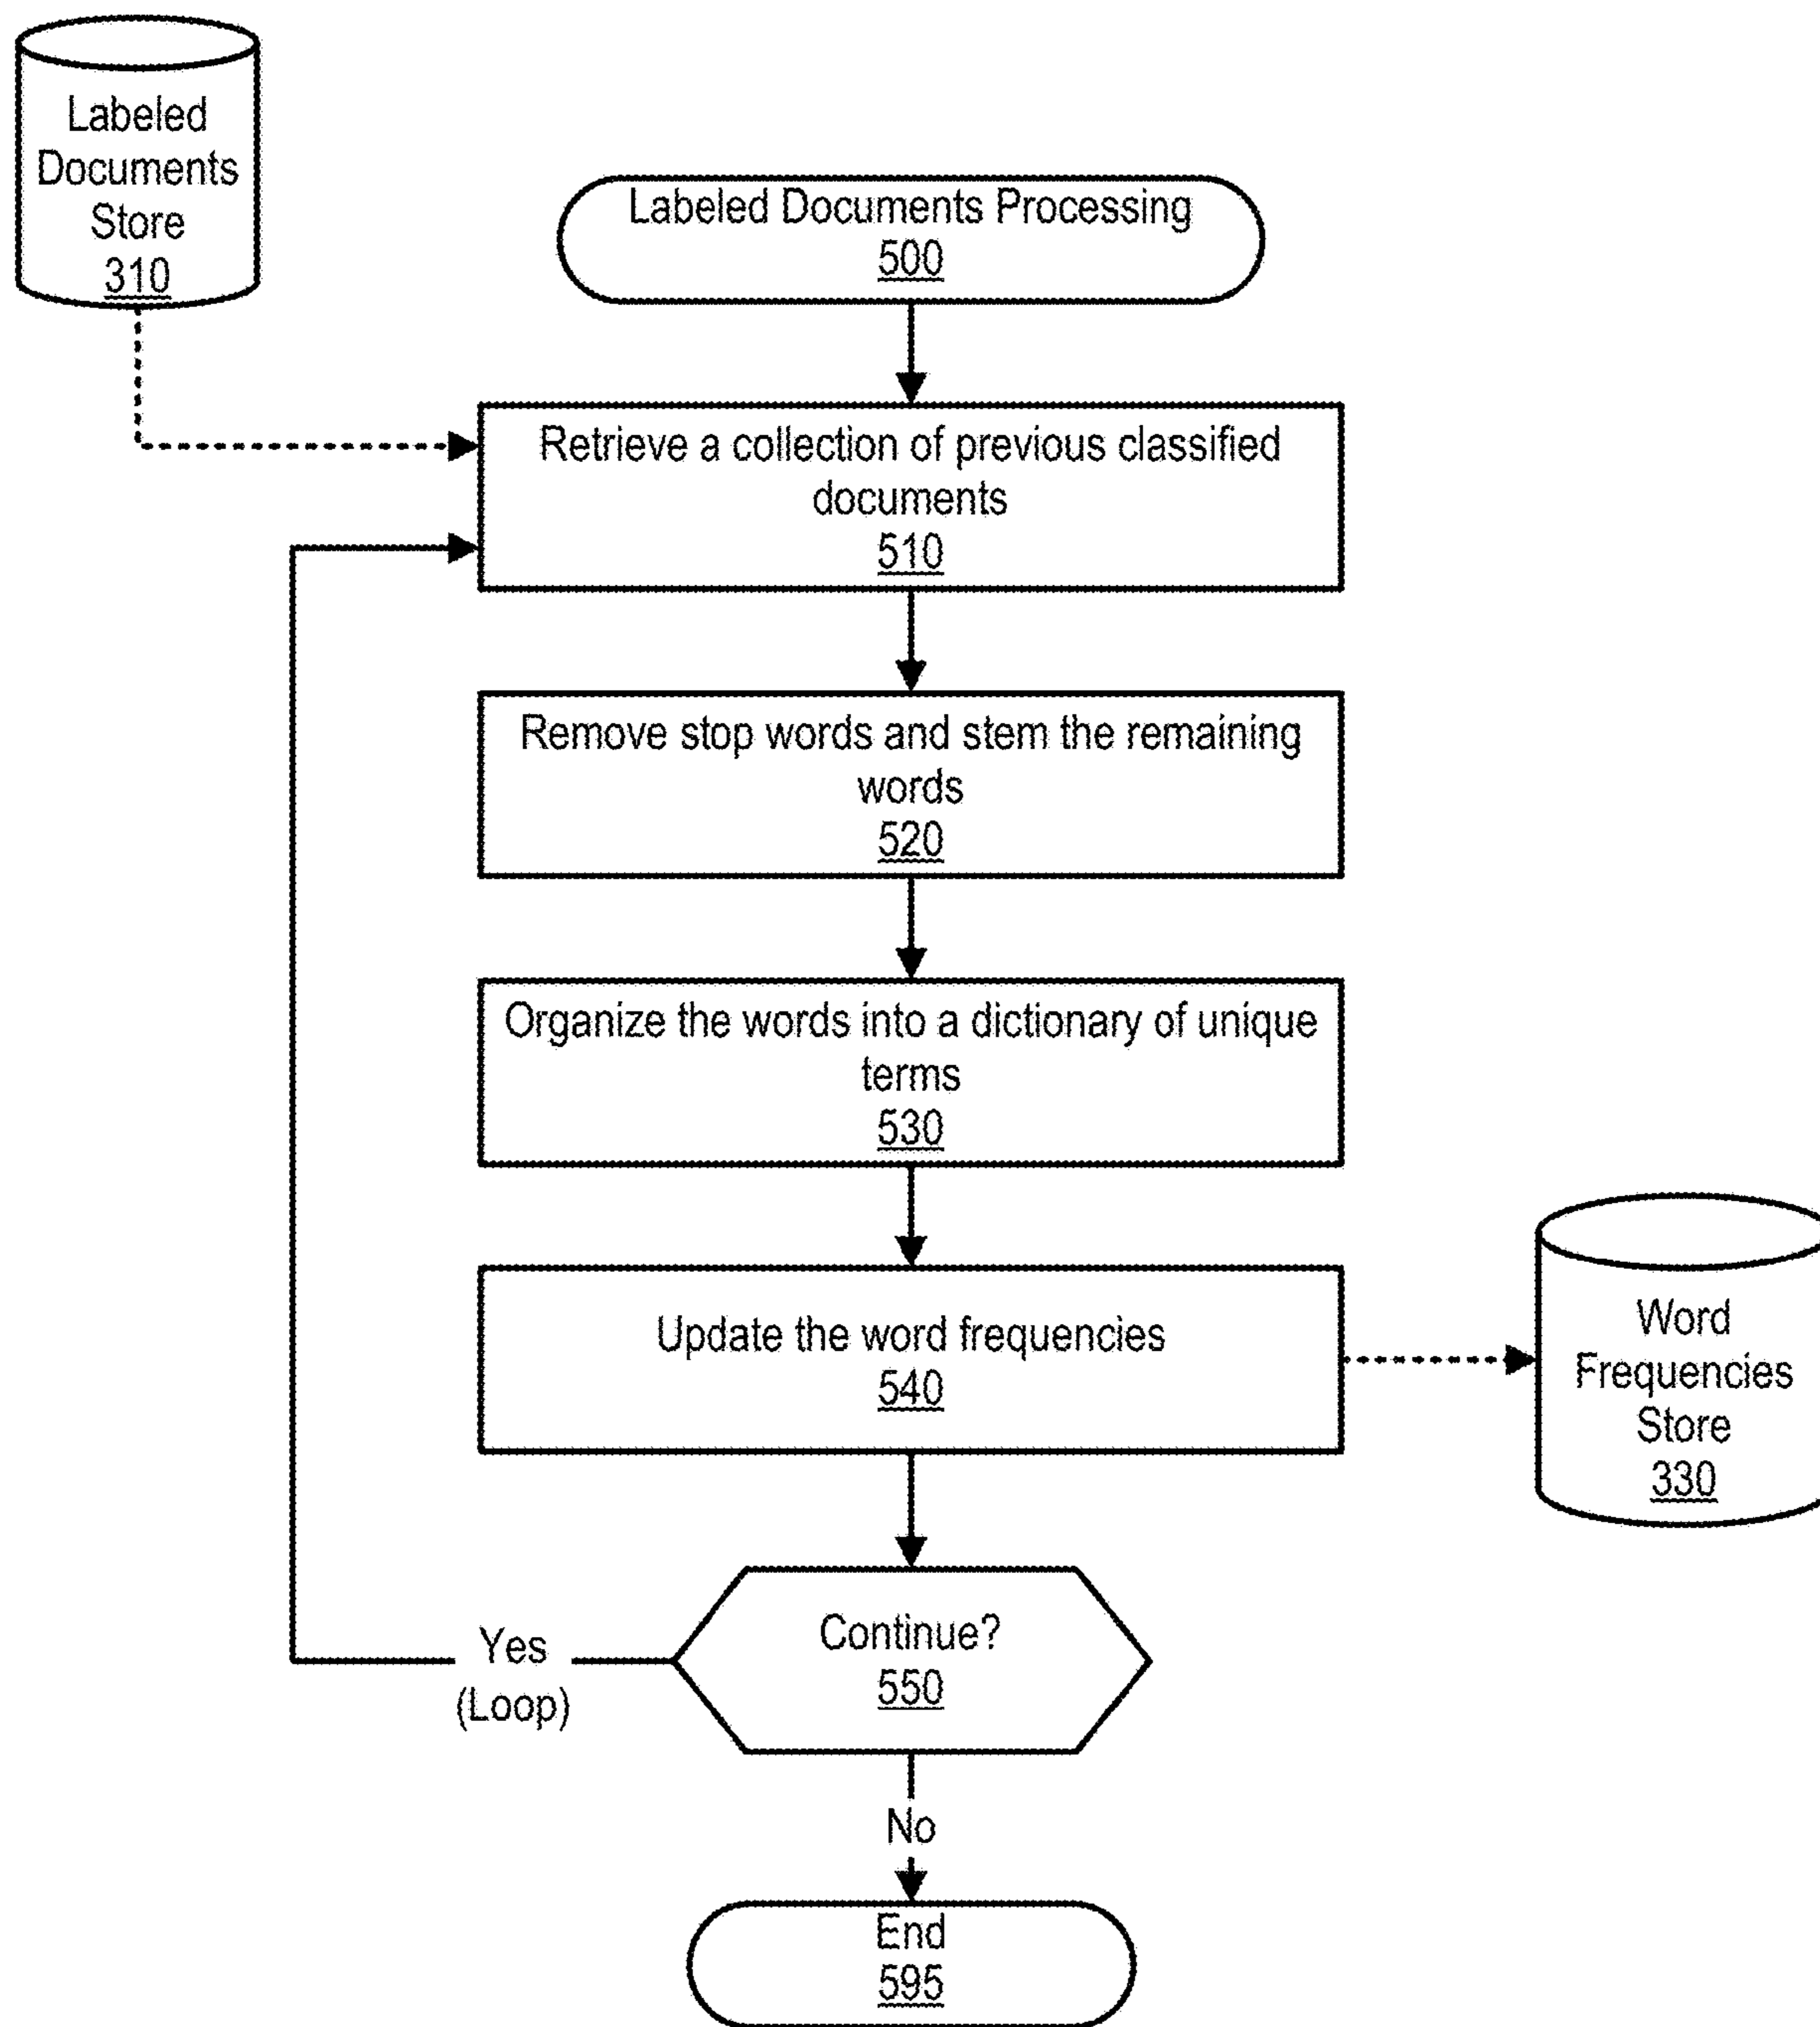 Labeled
Documents
Store
310
Labeled Documents Processing
500
Retrieve a collection of previous classified
documents
510
Remove stop words and stem the remaining
words
520
Organize the words into a dictionary of unique
terms
530
Update the word frequencies
540
Word
Frequencies
Store
330
Continue?
550
Yes
(Loop)
No
End
595